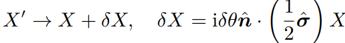 X′ → X + δX, δX = iδθn̂ · (1/2 σ̂) X